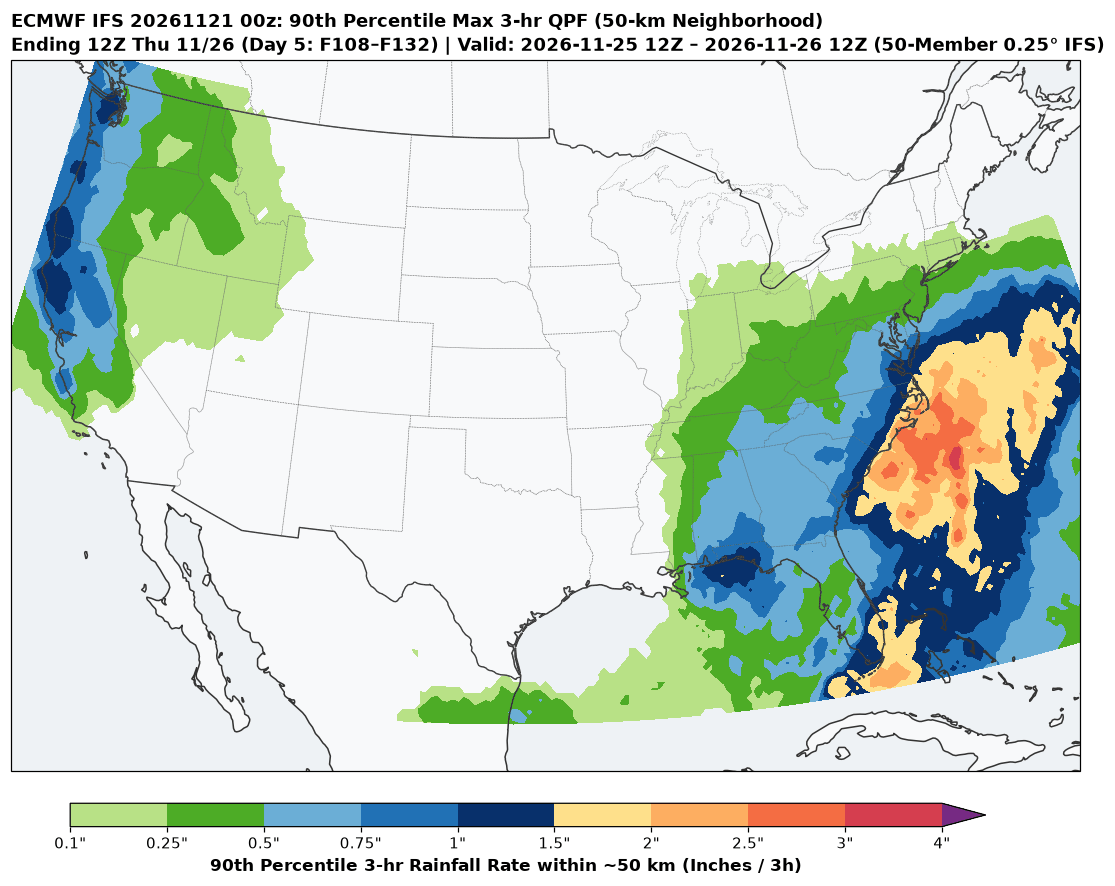 ECMWF IFS 20261121 00z: 90th Percentile Max 3-hr QPF (50-km Neighborhood)
Ending 12Z Thu 11/26 (Day 5: F108–F132) | Valid: 2026-11-25 12Z – 2026-11-26 12Z (50-Member 0.25° IFS)
0.1" 0.25" 0.5" 0.75" 1" 1.5" 2" 2.5" 3" 4"
90th Percentile 3-hr Rainfall Rate within ~50 km (Inches / 3h)